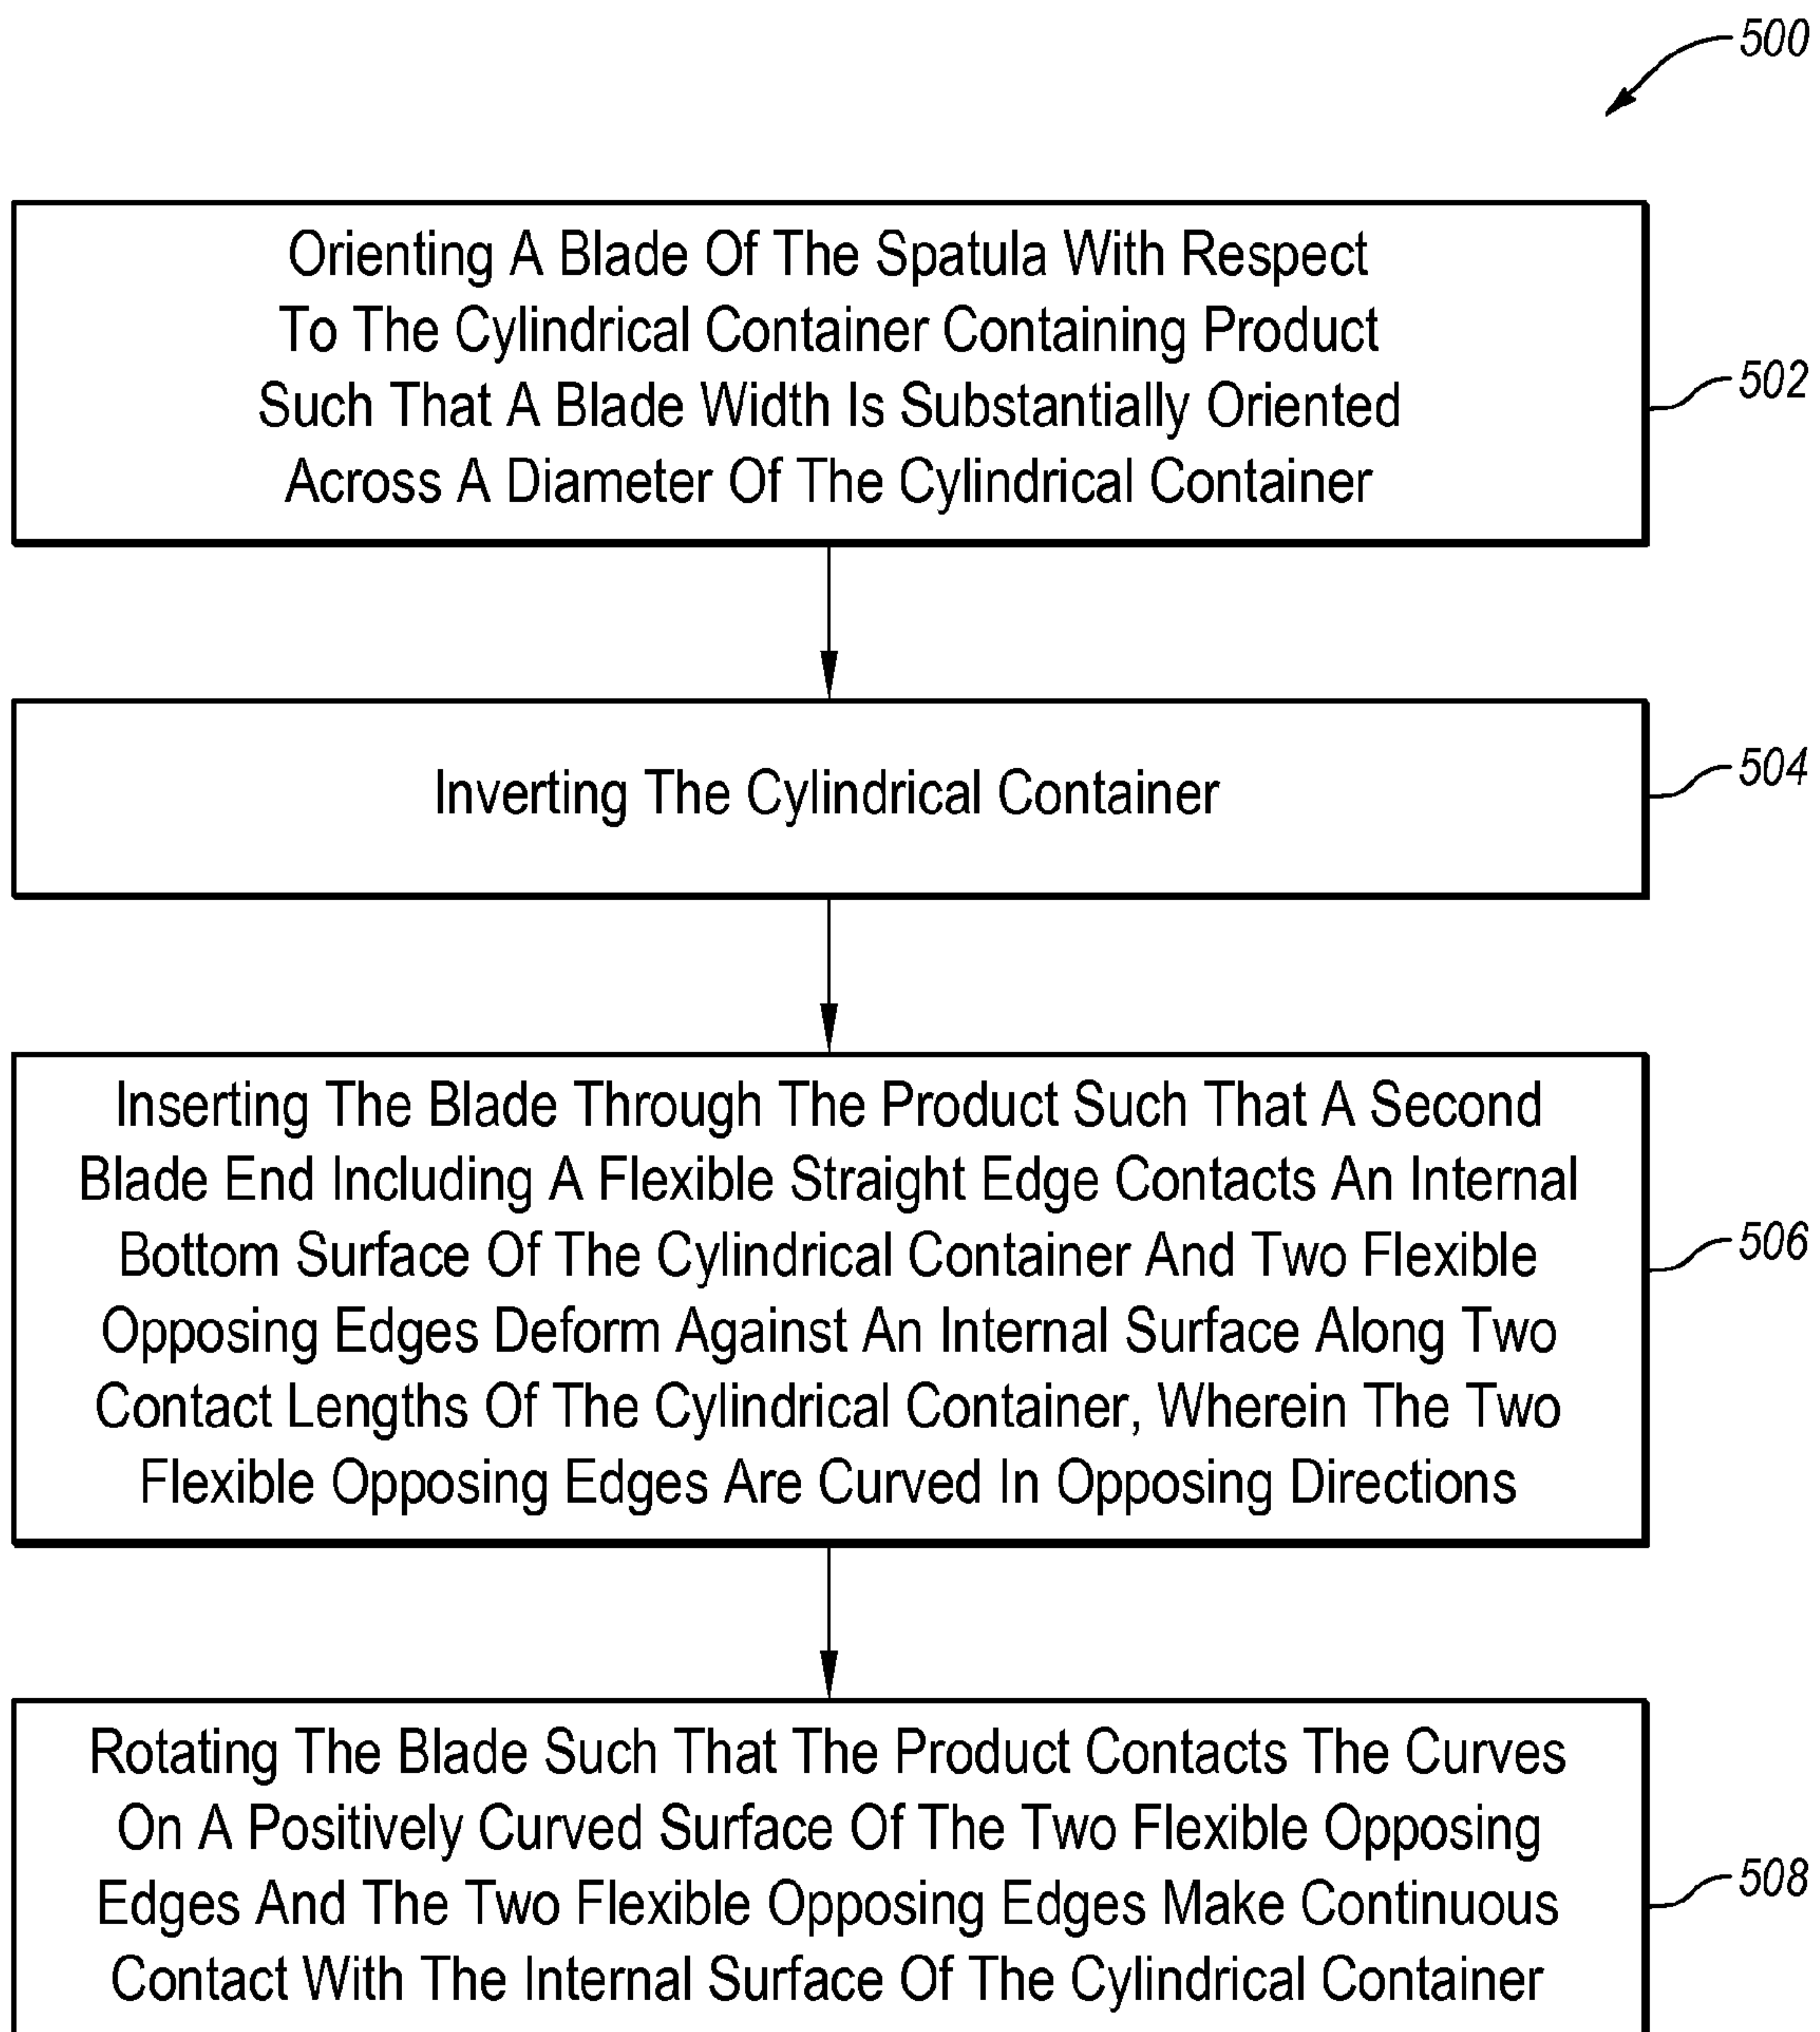 500
Orienting A Blade Of The Spatula With Respect
To The Cylindrical Container Containing Product
Such That A Blade Width Is Substantially Oriented
Across A Diameter Of The Cylindrical Container
502
Inverting The Cylindrical Container
504
Inserting The Blade Through The Product Such That A Second
Blade End Including A Flexible Straight Edge Contacts An Internal
Bottom Surface Of The Cylindrical Container And Two Flexible
Opposing Edges Deform Against An Internal Surface Along Two
Contact Lengths Of The Cylindrical Container, Wherein The Two
Flexible Opposing Edges Are Curved In Opposing Directions
506
Rotating The Blade Such That The Product Contacts The Curves
On A Positively Curved Surface Of The Two Flexible Opposing
Edges And The Two Flexible Opposing Edges Make Continuous
Contact With The Internal Surface Of The Cylindrical Container
508